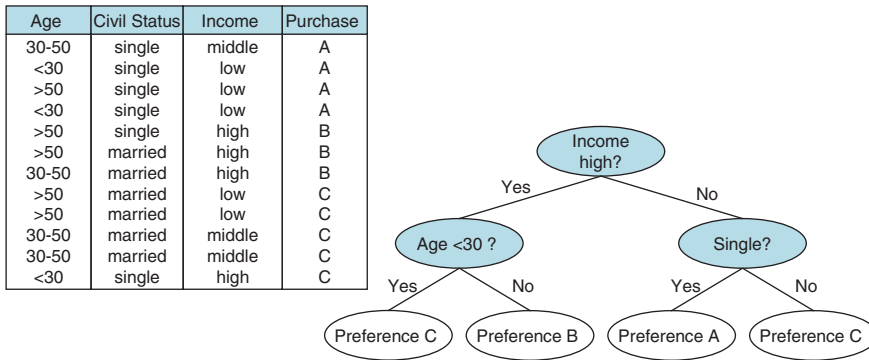 Age Civil Status Income Purchase
30-50 single middle A
<30 single low A
>50 single low A
<30 single low A
>50 single high B
>50 married high B
30-50 married high B
>50 married low C
>50 married low C
30-50 married middle C
30-50 married middle C
<30 single high C
Income
high?
Yes No
Age <30 ? Single?
Yes No Yes No
Preference C Preference B Preference A Preference C